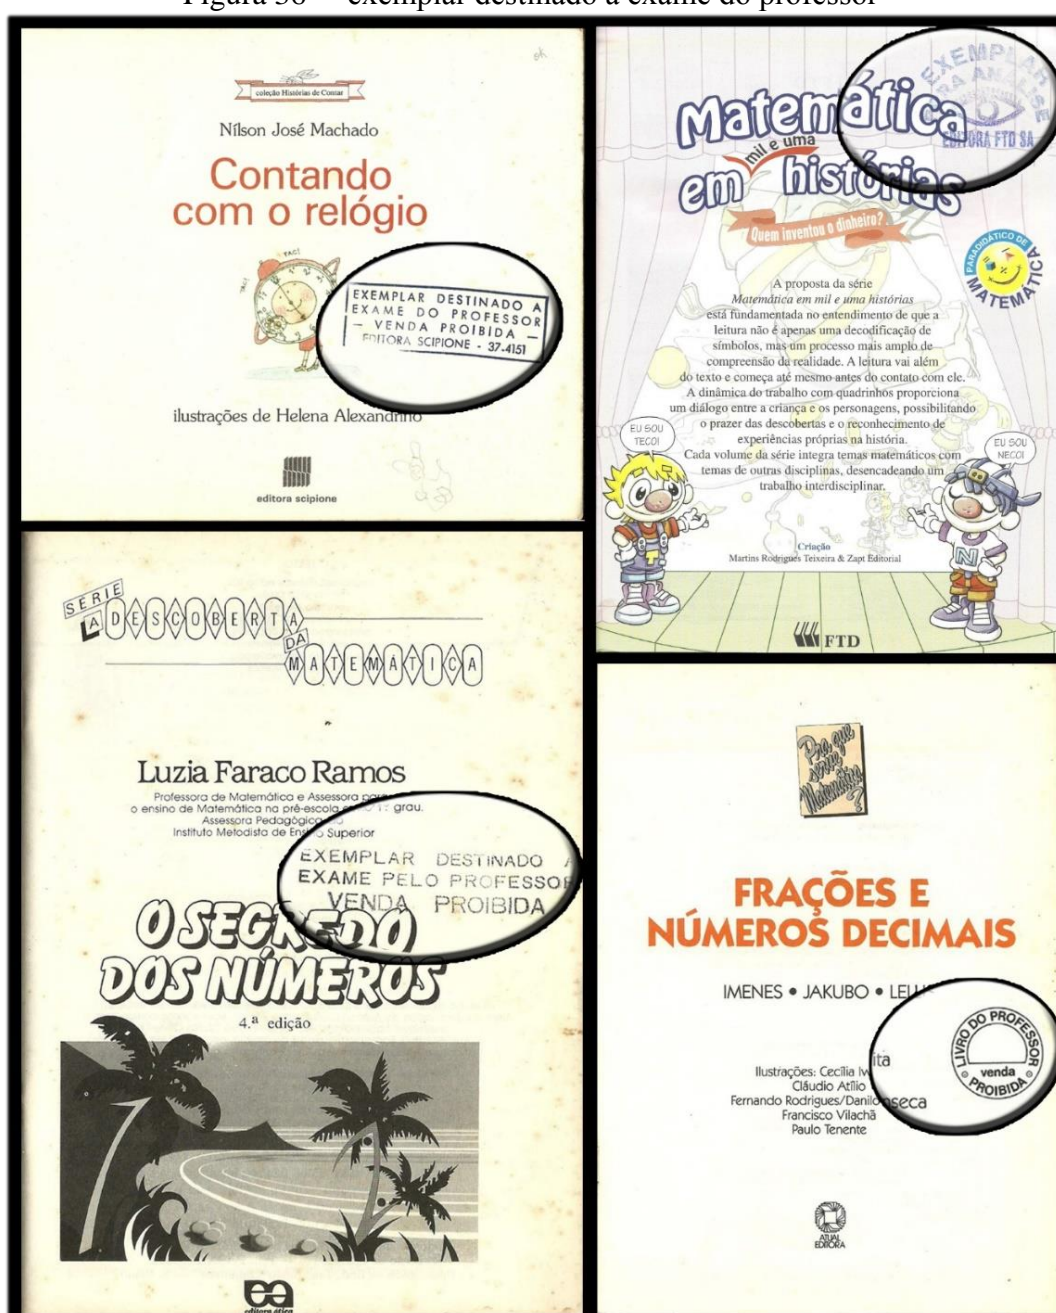 exemplar destinado a exame do professor
coleção Histórias de Contar
ok
Nílson José Machado
Contando
com o relógio
TAC!
TAC!
EXEMPLAR DESTINADO A
EXAME DO PROFESSOR
— VENDA PROIBIDA —
EDITORA SCIPIONE - 37-4151
ilustrações de Helena Alexandrino
editora scipione
EXEMPLAR
PARA ANÁLISE
EDITORA FTD SA
Matemática
em mil e uma histórias
Quem inventou o dinheiro?
PARADIDÁTICO DE
MATEMÁTICA
A proposta da série
Matemática em mil e uma histórias
está fundamentada no entendimento de que a
leitura não é apenas uma decodificação de
símbolos, mas um processo mais amplo de
compreensão da realidade. A leitura vai além
do texto e começa até mesmo antes do contato com ele.
A dinâmica do trabalho com quadrinhos proporciona
um diálogo entre a criança e os personagens, possibilitando
o prazer das descobertas e o reconhecimento de
experiências próprias na história.
Cada volume da série integra temas matemáticos com
temas de outras disciplinas, desencadeando um
trabalho interdisciplinar.
EU SOU
TECO!
EU SOU
NECO!
T
N
Criação
Martins Rodrigues Teixeira & Zapt Editorial
FTD
SÉRIE
A DESCOBERTA
DA
MATEMÁTICA
Luzia Faraco Ramos
Professora de Matemática e Assessora para
o ensino de Matemática na pré-escola 1º grau.
Assessora Pedagógica
Instituto Metodista de Ensino Superior
EXEMPLAR DESTINADO A
EXAME PELO PROFESSOR
VENDA PROIBIDA
O SEGREDO
DOS NÚMEROS
4.ª edição
editora ática
Pra que
serve
Matemática
?
FRAÇÕES E
NÚMEROS DECIMAIS
IMENES • JAKUBO •
LIVRO DO PROFESSOR
venda
PROIBIDA
Ilustrações: Cecília
Cláudio Atílio
Fernando Rodrigues/Danilo
Francisco Vilachã
Paulo Tenente
ATUAL
EDITORA